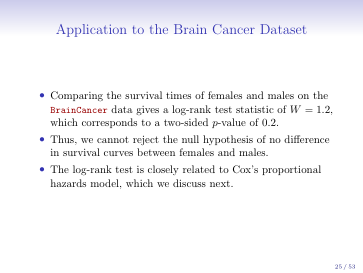 Application to the Brain Cancer Dataset
• Comparing the survival times of females and males on the
BrainCancer data gives a log-rank test statistic of W = 1.2,
which corresponds to a two-sided p-value of 0.2.
• Thus, we cannot reject the null hypothesis of no difference
in survival curves between females and males.
• The log-rank test is closely related to Cox's proportional
hazards model, which we discuss next.
25 / 53